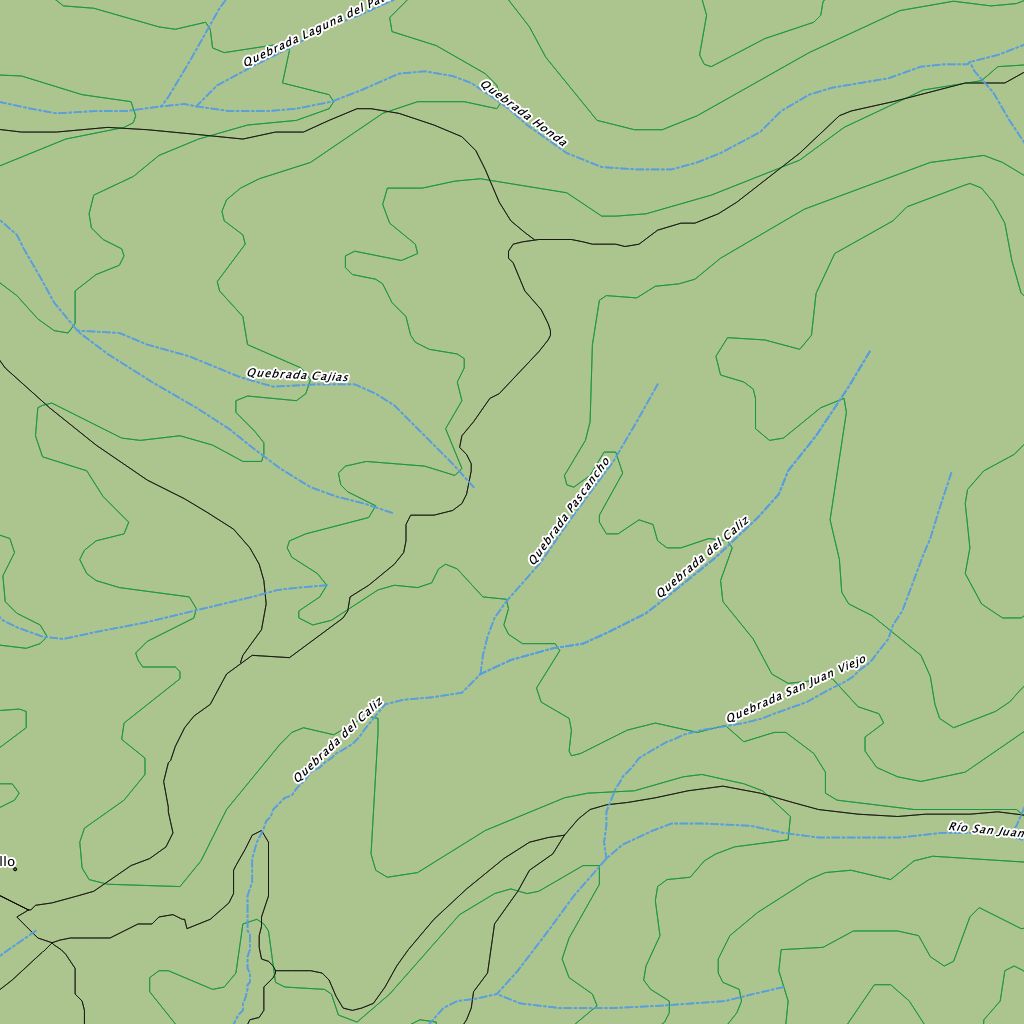 Quebrada Laguna del
Quebrada Honda
Quebrada Cajias
Quebrada Pascancho
Quebrada del Caliz
Quebrada San Juan Viejo
Quebrada del Caliz
Río San Juan
llo